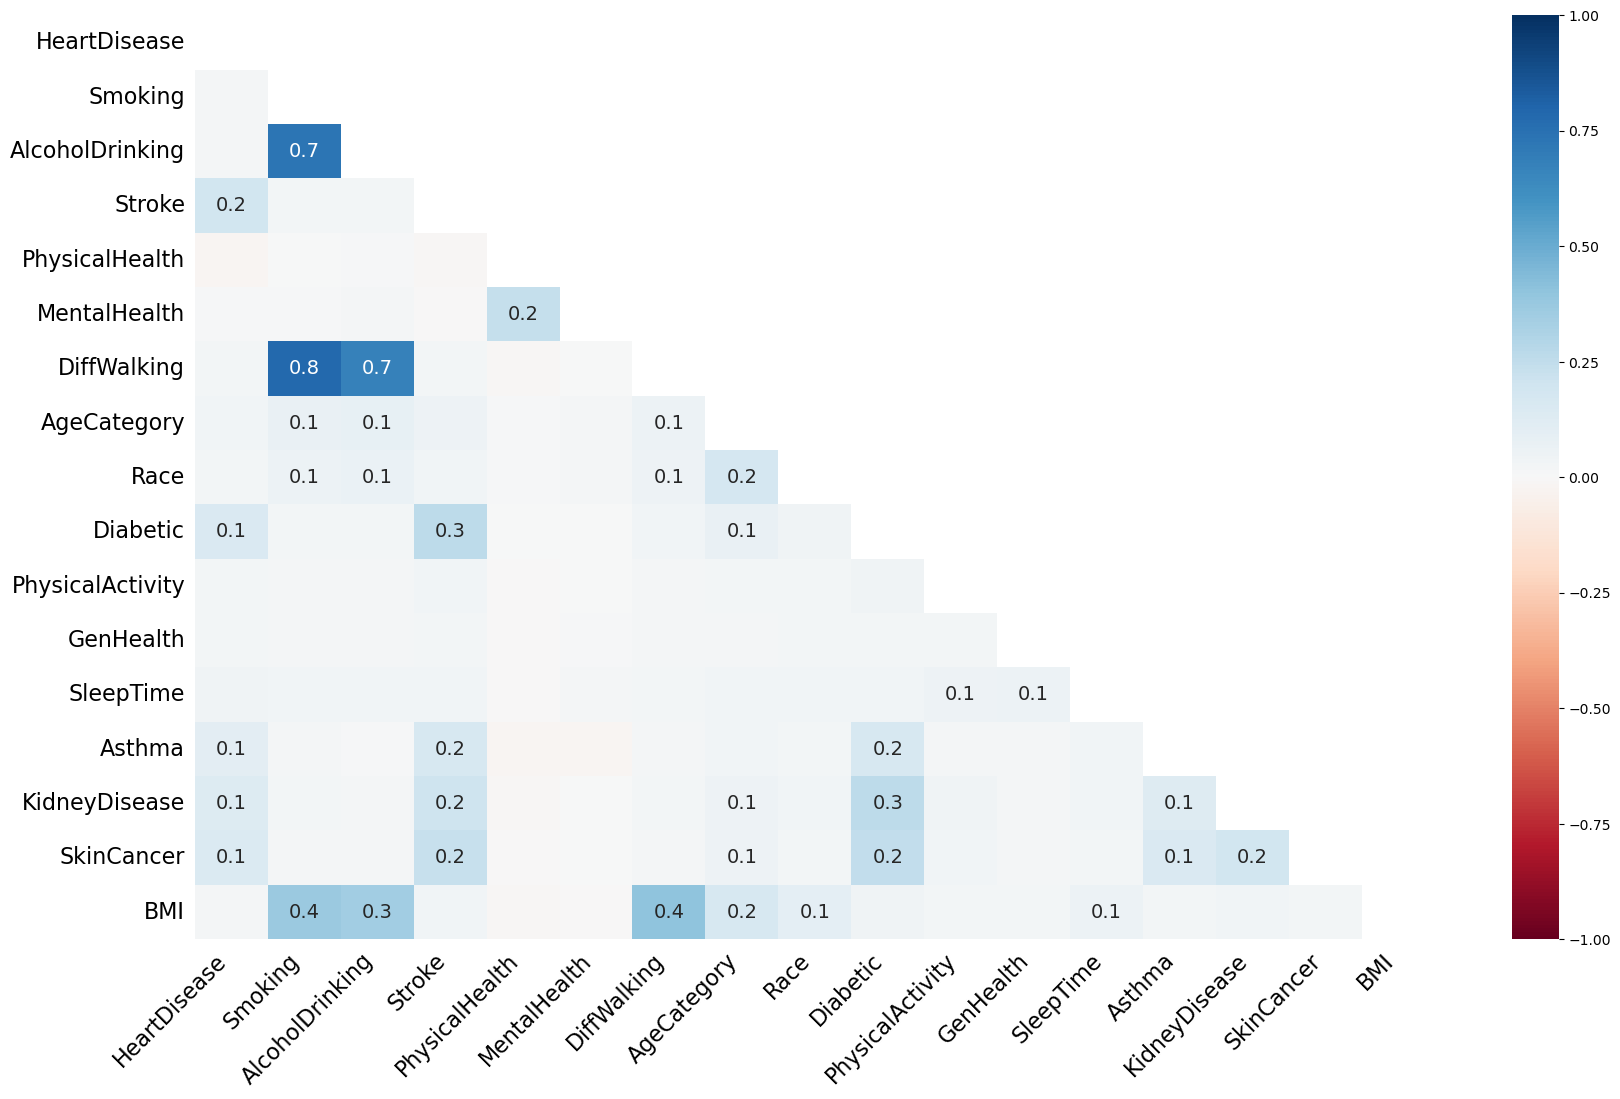 HeartDisease
Smoking
AlcoholDrinking 0.7
Stroke 0.2
PhysicalHealth
MentalHealth 0.2
DiffWalking 0.8 0.7
AgeCategory 0.1 0.1 0.1
Race 0.1 0.1 0.1 0.2
Diabetic 0.1 0.3 0.1
PhysicalActivity
GenHealth
SleepTime 0.1 0.1
Asthma 0.1 0.2 0.2
KidneyDisease 0.1 0.2 0.1 0.3 0.1
SkinCancer 0.1 0.2 0.1 0.2 0.1 0.2
BMI 0.4 0.3 0.4 0.2 0.1 0.1
HeartDisease
Smoking
AlcoholDrinking
Stroke
PhysicalHealth
MentalHealth
DiffWalking
AgeCategory
Race
Diabetic
PhysicalActivity
GenHealth
SleepTime
Asthma
KidneyDisease
SkinCancer
BMI
1.00
0.75
0.50
0.25
0.00
−0.25
−0.50
−0.75
−1.00